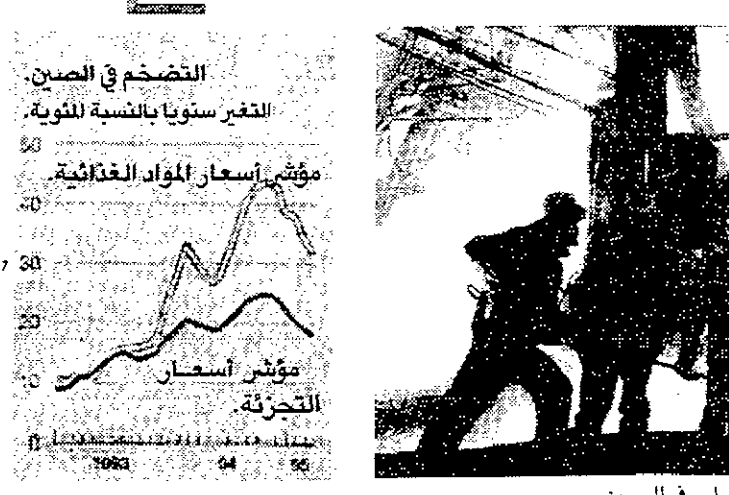 التضخم في الصين.
التغير سنويا بالنسبة المئوية.
50
مؤشر أسعار المواد الغذائية.
40
30
20
10
مؤشر أسعار
التجزئة.
0
1993 94 95